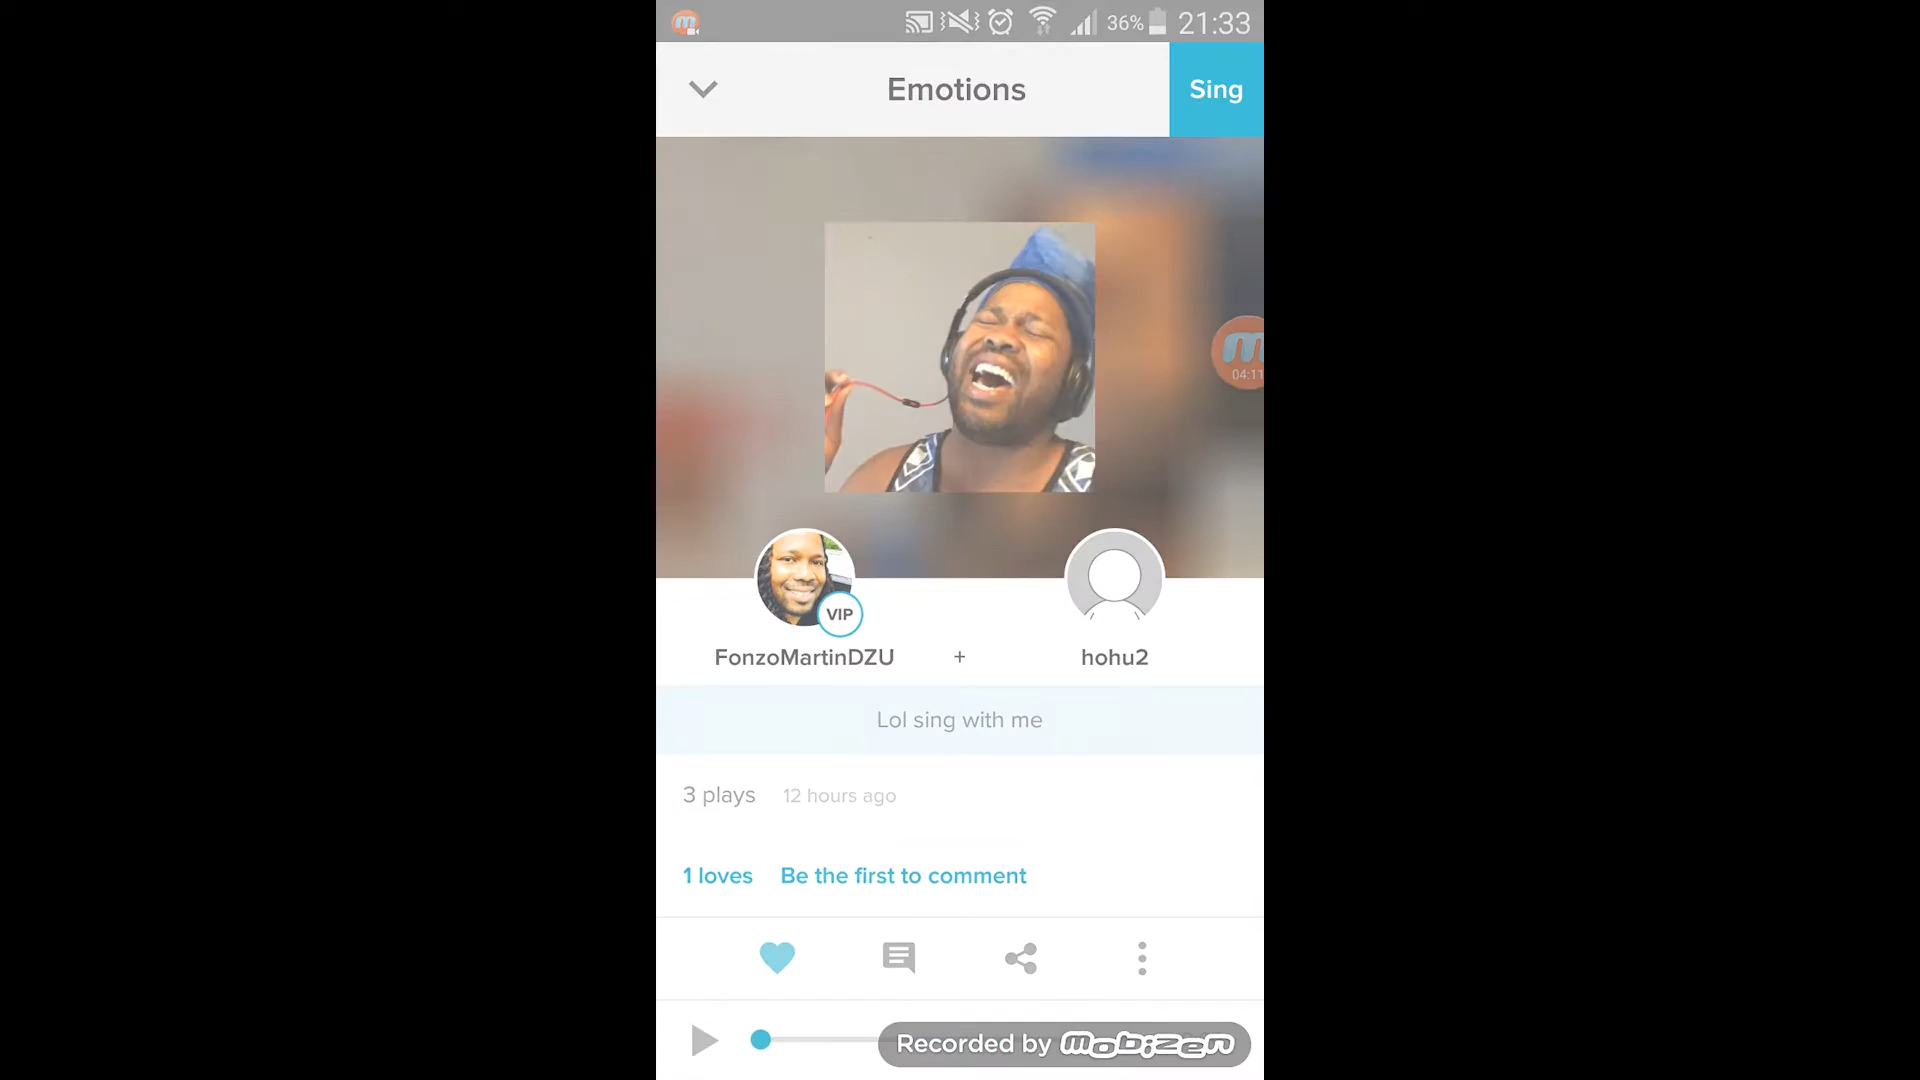 36% 21:33
Emotions
Sing
04:11
VIP
FonzoMartinDZU + hohu2
Lol sing with me
3 plays 12 hours ago
1 loves Be the first to comment
Recorded by mobizen